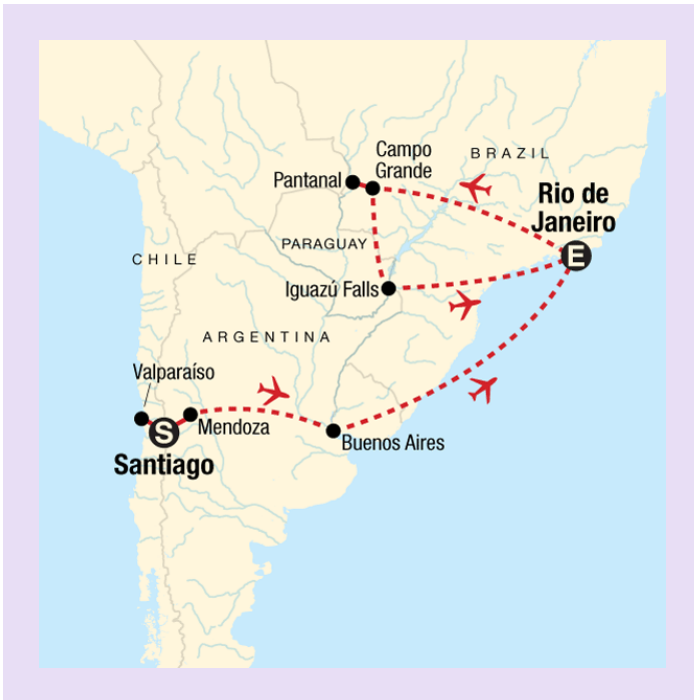 BRAZIL
Campo
Grande
Pantanal
Rio de
Janeiro
PARAGUAY
E
CHILE
Iguazú Falls
ARGENTINA
Valparaíso
S
Mendoza
Buenos Aires
Santiago